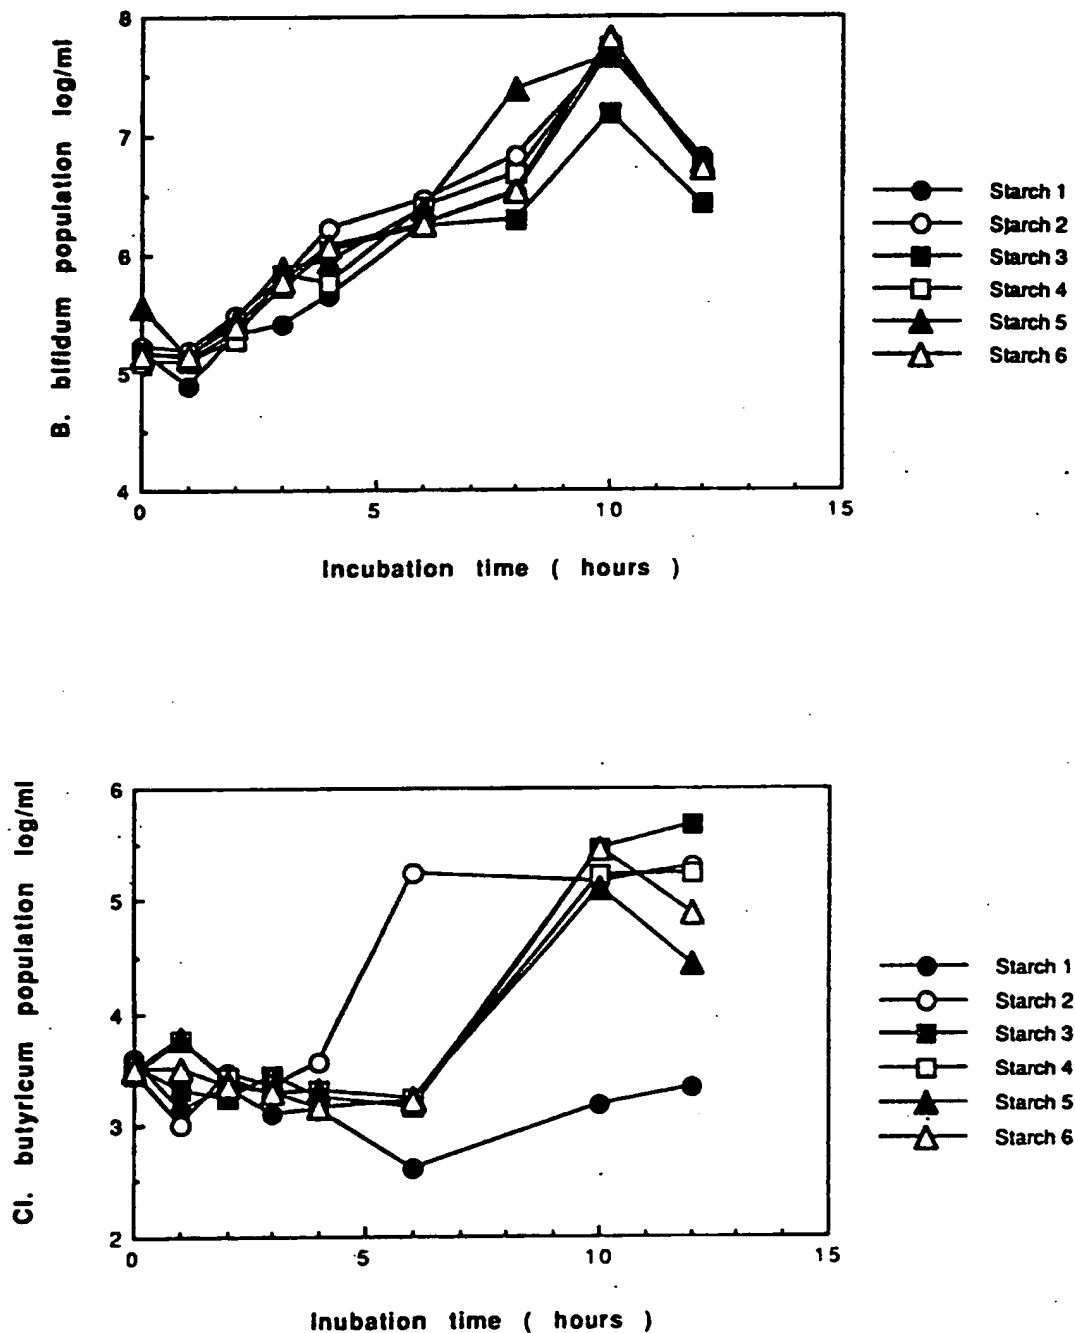 B. bifidum population log/ml
8
7
6
5
4
0
5
10
15
Incubation time ( hours )
Starch 1
Starch 2
Starch 3
Starch 4
Starch 5
Starch 6
Cl. butyricum population log/ml
6
5
4
3
2
0
5
10
15
Inubation time ( hours )
Starch 1
Starch 2
Starch 3
Starch 4
Starch 5
Starch 6